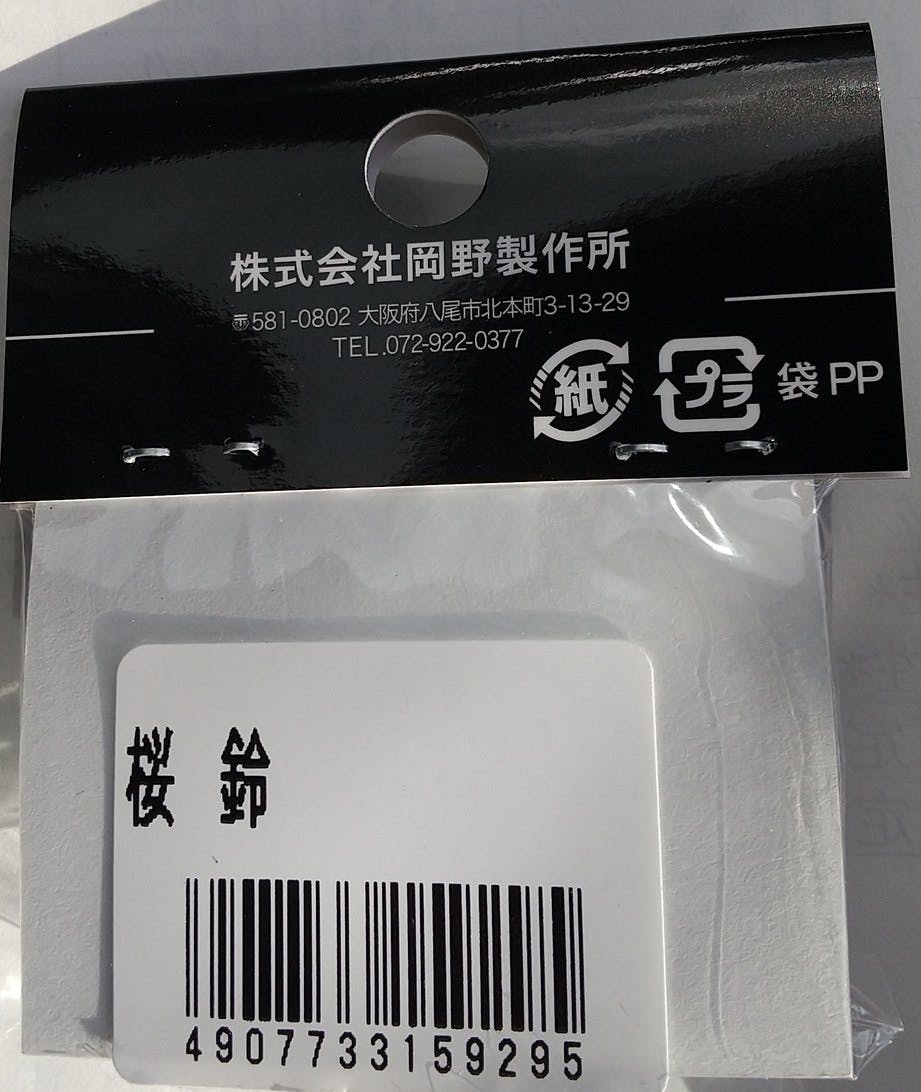 株式会社岡野製作所
〒581-0802 大阪府八尾市北本町3-13-29
TEL.072-922-0377
紙 プラ 袋 PP
桜 鈴
4907733159295